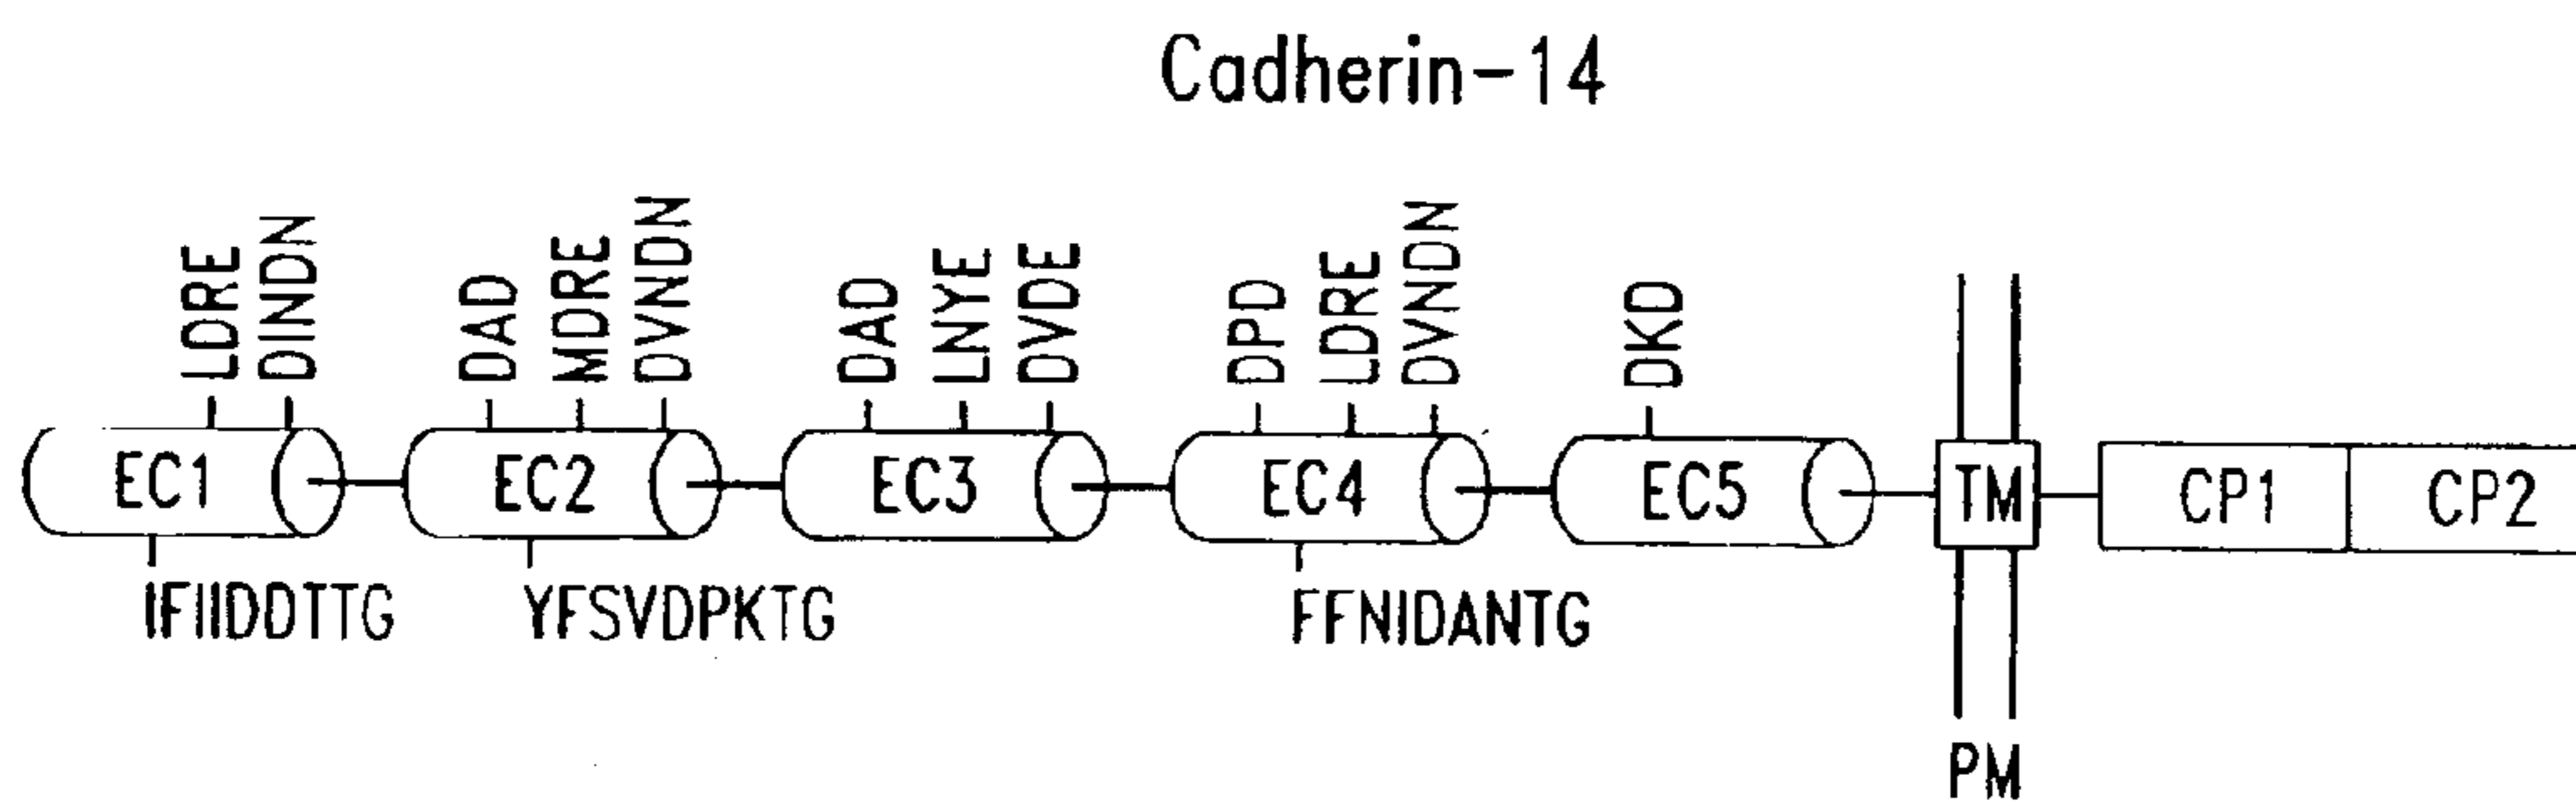 Cadherin-14
LDRE DINDN DAD MDRE DVNDN DAD LNYE DVDE DPD LDRE DVNDN DKD
EC1 EC2 EC3 EC4 EC5 TM CP1 CP2
IFIIDDTTG YFSVDPKTG FFNIDANTG
PM